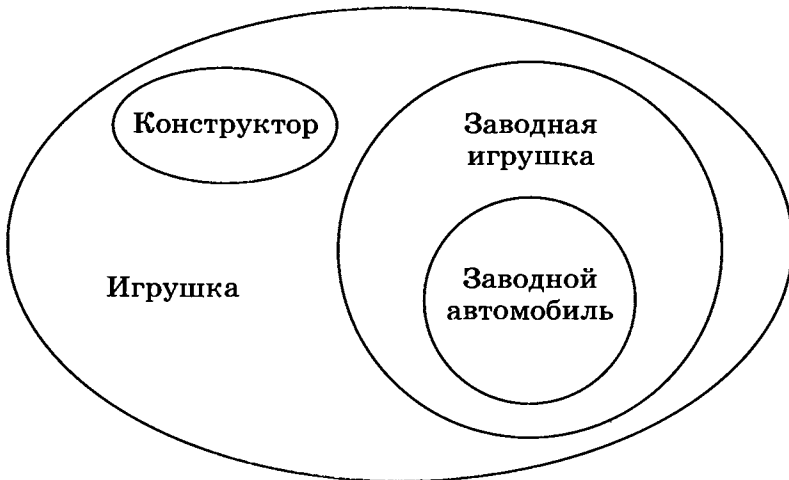 Конструктор
Заводная
игрушка
Игрушка
Заводной
автомобиль